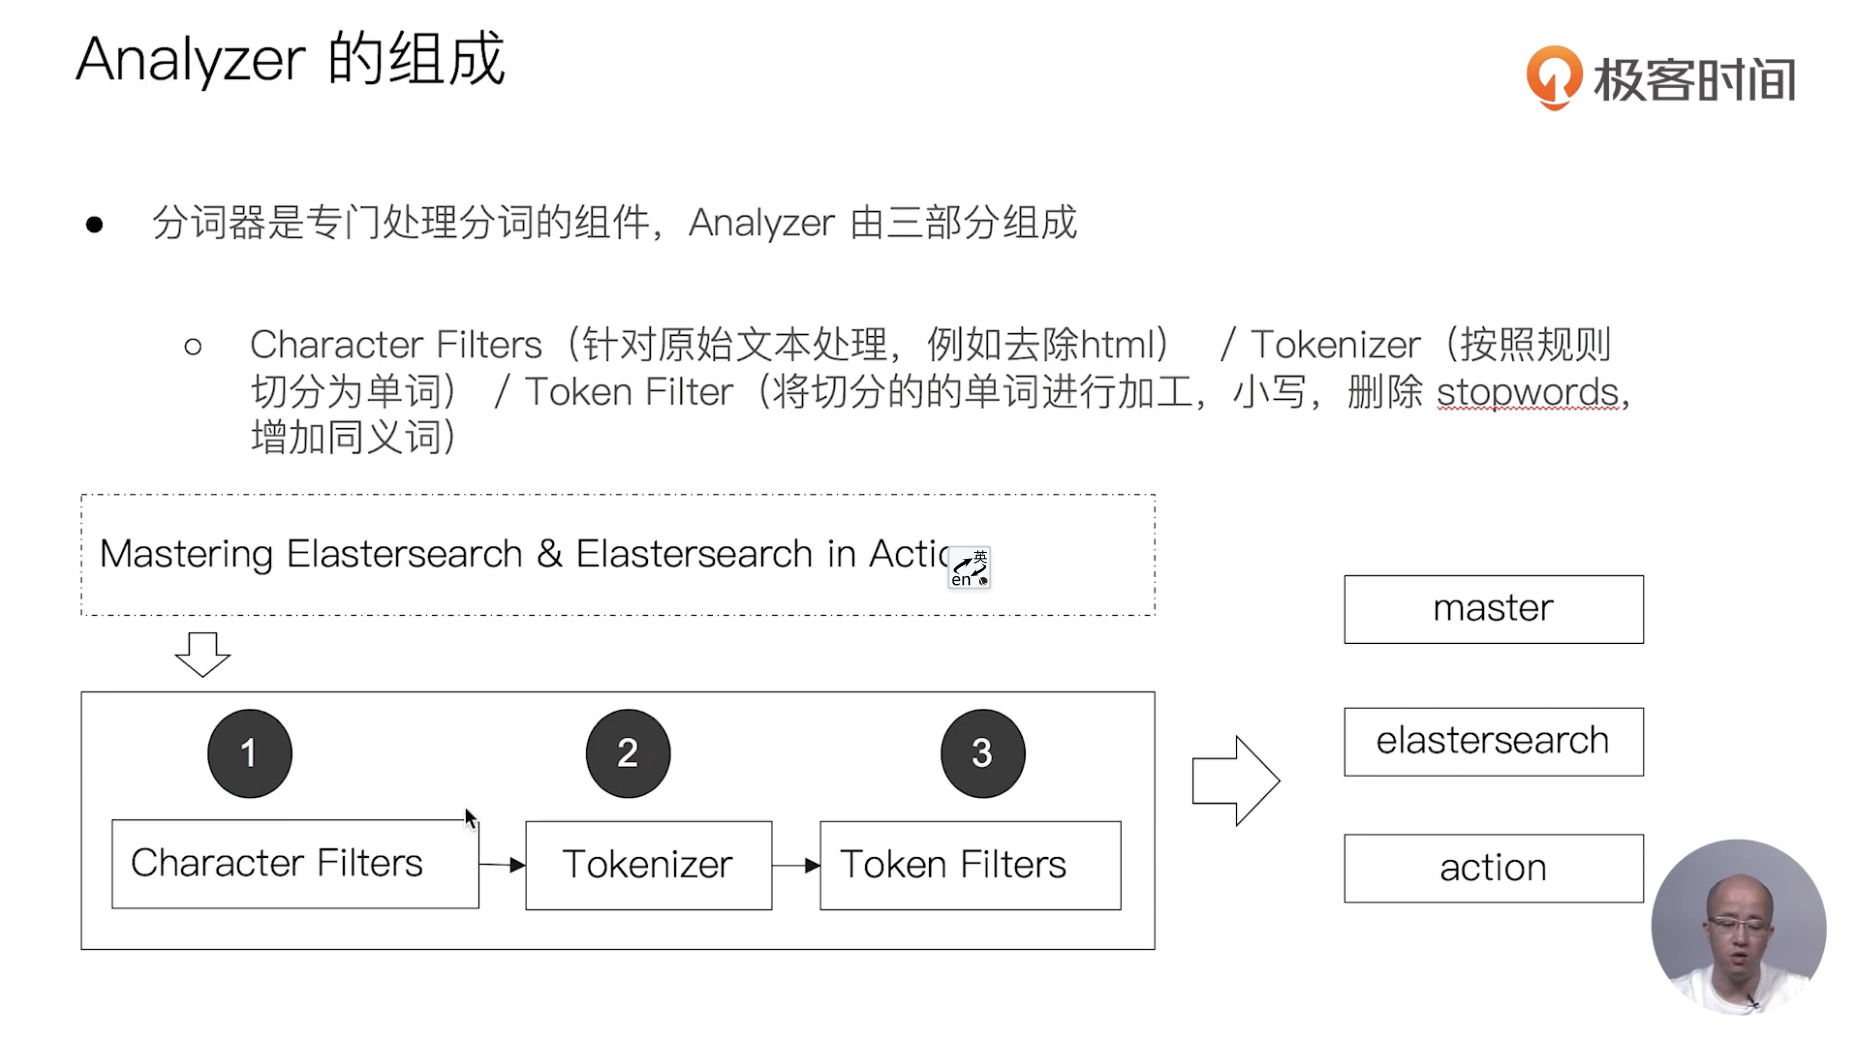 Analyzer 的组成
极客时间
分词器是专门处理分词的组件，Analyzer 由三部分组成
Character Filters（针对原始文本处理，例如去除html） / Tokenizer（按照规则
切分为单词） / Token Filter（将切分的的单词进行加工，小写，删除 stopwords，
增加同义词）
Mastering Elastersearch & Elastersearch in
英
en
master
1
2
3
elastersearch
Character Filters
Tokenizer
Token Filters
action